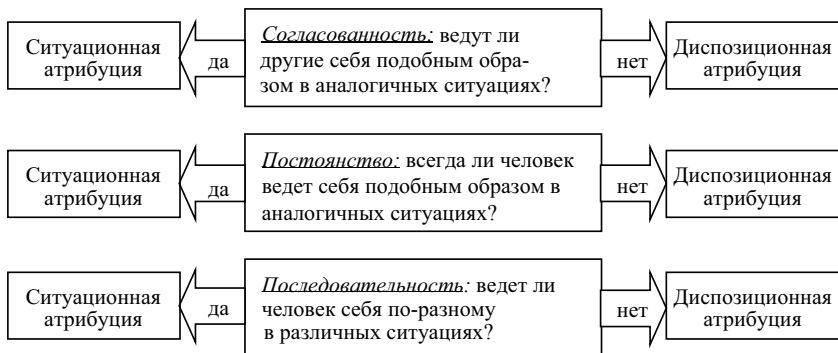 Ситуационная
атрибуция
да
Согласованность: ведут ли
другие себя подобным обра-
зом в аналогичных ситуациях?
нет
Диспозиционная
атрибуция
Ситуационная
атрибуция
да
Постоянство: всегда ли человек
ведет себя подобным образом в
аналогичных ситуациях?
нет
Диспозиционная
атрибуция
Ситуационная
атрибуция
да
Последовательность: ведет ли
человек себя по-разному
в различных ситуациях?
нет
Диспозиционная
атрибуция